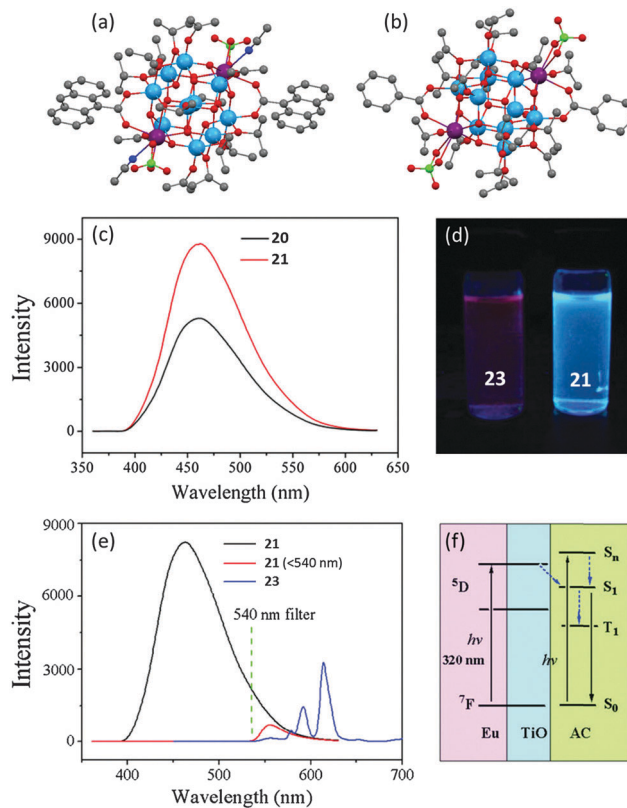 (a)
(b)
(c)
20
21
9000
6000
3000
0
Intensity
350 400 450 500 550 600 650
Wavelength (nm)
(d)
23
21
(e)
21
21 (<540 nm)
23
540 nm filter
9000
6000
3000
0
Intensity
400 500 600 700
Wavelength (nm)
(f)
Sn
⁵D
S1
T1
hν
320 nm
hν
⁷F
S0
Eu TiO AC